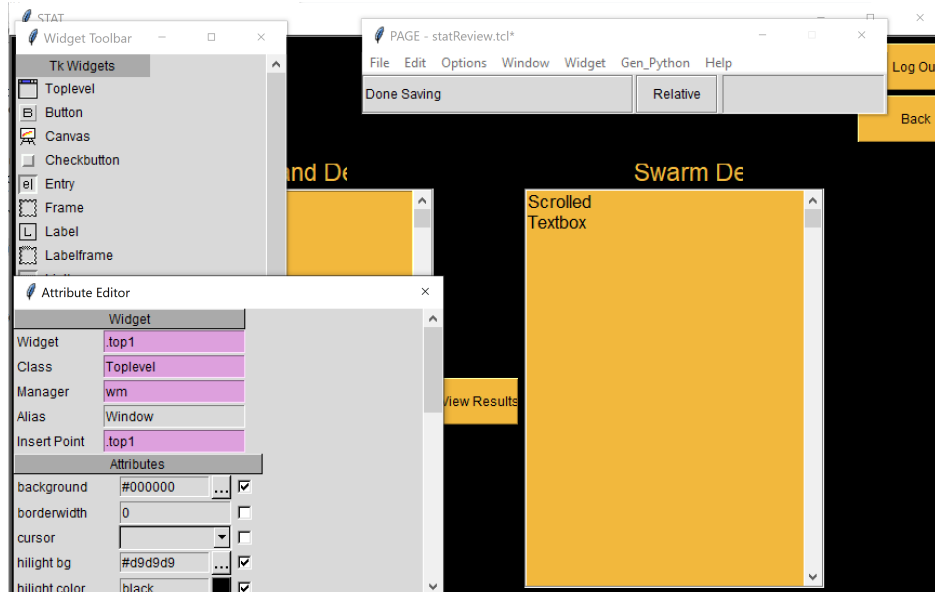 STAT
Widget Toolbar
PAGE - statReview.tcl*
File Edit Options Window Widget Gen_Python Help
Done Saving
Relative
Log Ou
Back
Tk Widgets
Toplevel
Button
Canvas
Checkbutton
Entry
Frame
Label
Labelframe
and De
Swarm De
Scrolled
Textbox
View Results
Attribute Editor
Widget
Widget .top1
Class Toplevel
Manager wm
Alias Window
Insert Point .top1
Attributes
background #000000 ...
borderwidth 0
cursor
hilight bg #d9d9d9 ...
hilight color black